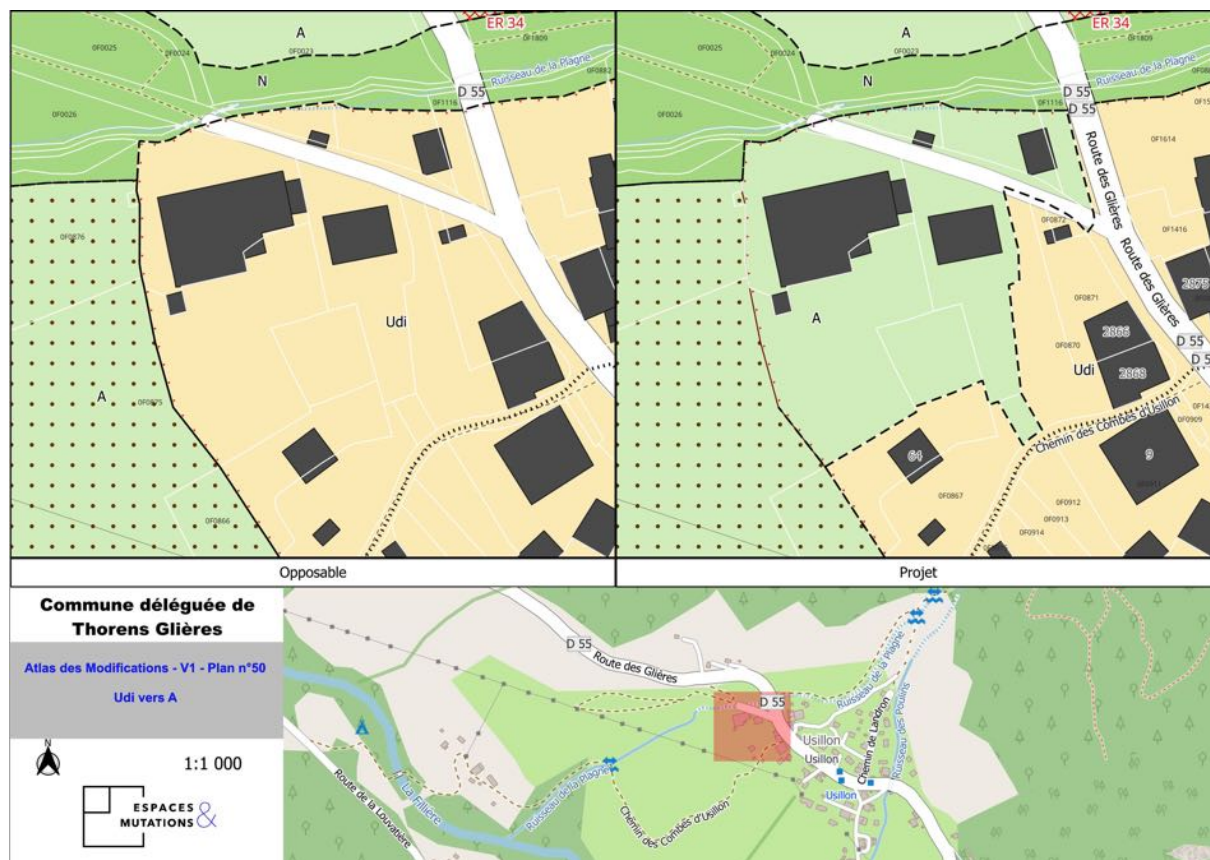 ER 34
A
0F0025
0F0024
0F0023
0F1809
N
Ruisseau de la Plagne
0F0882
D 55
0F0026
0F1116
0F0876
Udi
A
0F0875
0F0866
Opposable
ER 34
A
0F0025
0F0024
0F0023
0F1809
N
Ruisseau de la Plagne
0F0882
D 55
0F0026
0F1116
D 55
0F1614
Route des Glières
0F0872
0F1416
Route des Glières
0F0871
2875
A
2866
0F0870
D 55
Udi
2868
Chemin des Combes d'Usillon
0F0909
64
9
0F0867
0F0912
0F0913
0F0914
Projet
Commune déléguée de
Thorens Glières
Atlas des Modifications - V1 - Plan n°50
Udi vers A
1:1 000
ESPACES
MUTATIONS &
D 55
Route des Glières
Ruisseau de la Plagne
D 55
Chemin de Landron
Ruisseau des Poulins
Usillon
Usillon
Usillon
La Fillière
Ruisseau de la Plagne
Route de la Louvatière
Chemin des Combes d'Usillon